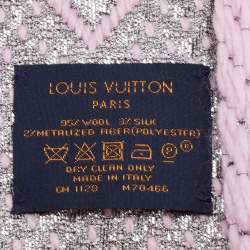 LOUIS VUITTON
PARIS
95% WOOL 3% SILK
2% METALIZED FIBER(POLYESTER)
DRY CLEAN ONLY
GM 1128 M70466